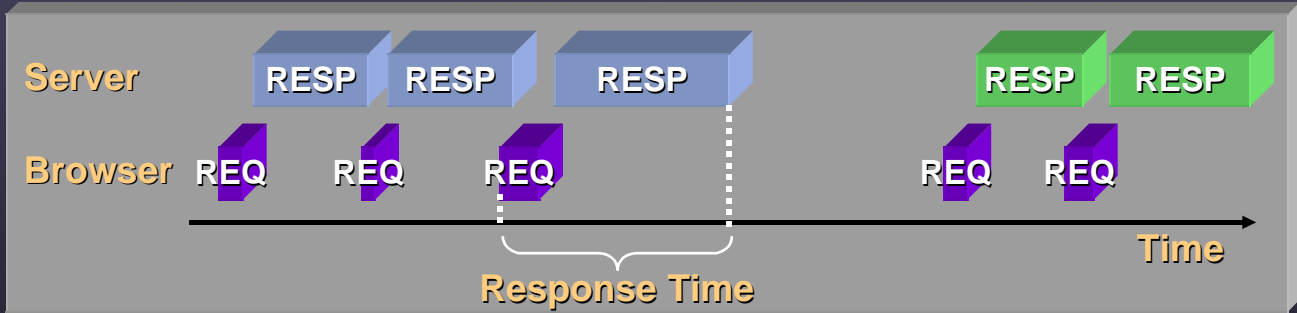 Server RESP RESP RESP RESP RESP
Browser REQ REQ REQ REQ REQ
Time
Response Time